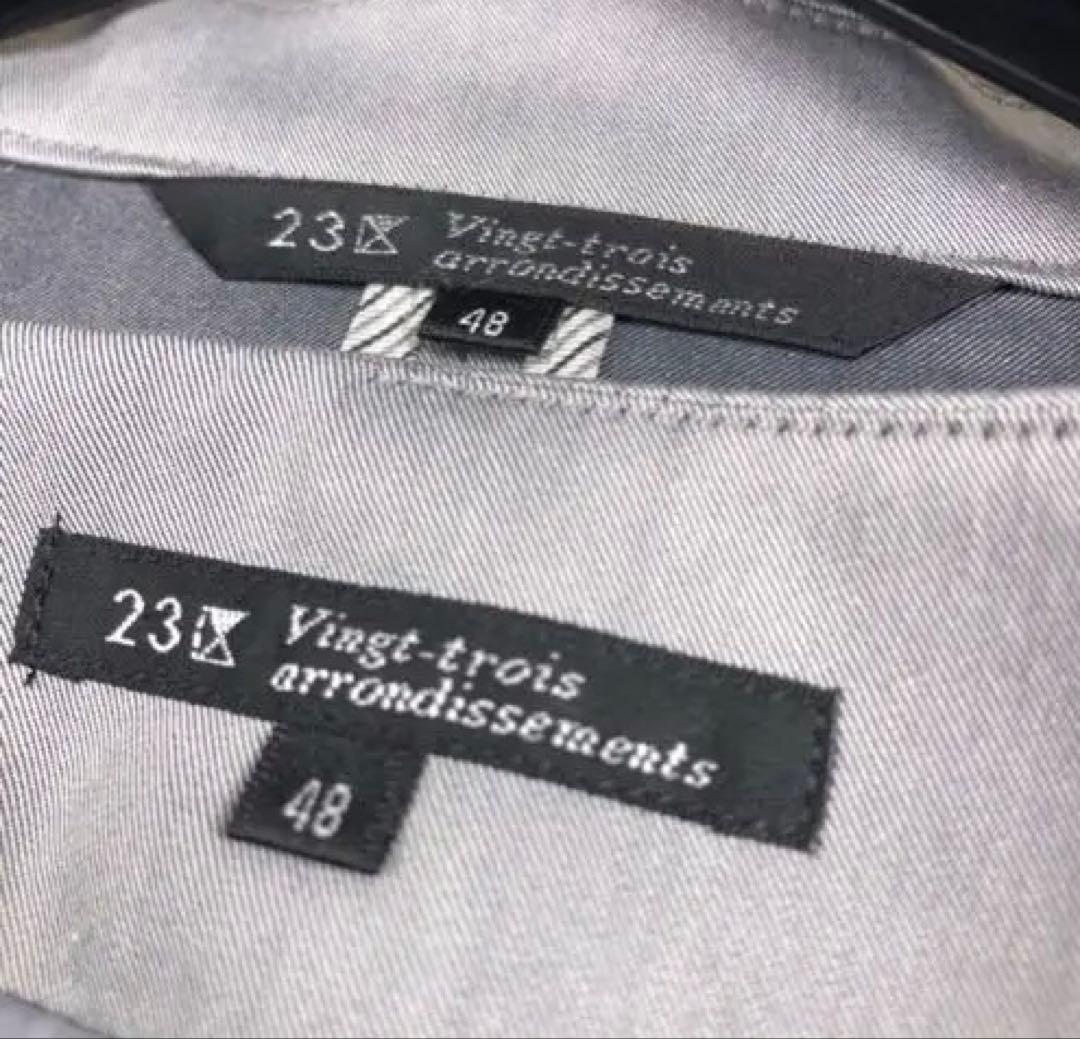 23区 Vingt-trois
arrondissements
48
23区 Vingt-trois
arrondissements
48